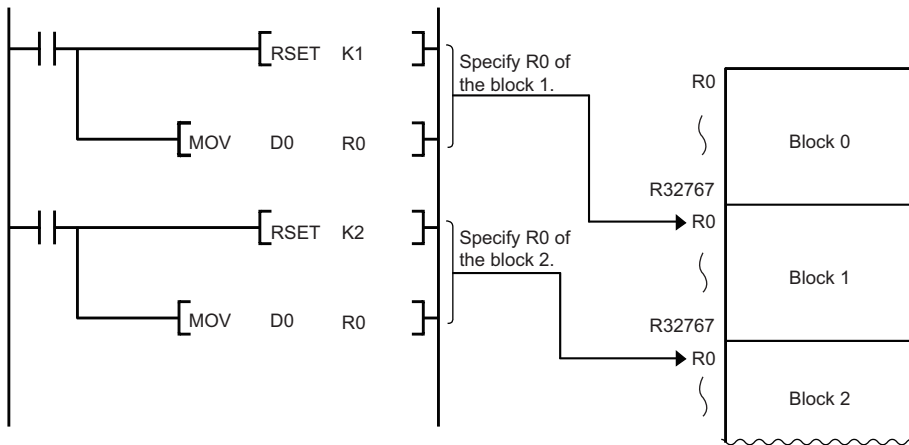 RSET K1
MOV D0 R0
Specify R0 of
the block 1.
RSET K2
MOV D0 R0
Specify R0 of
the block 2.
R0
Block 0
R32767
R0
Block 1
R32767
R0
Block 2